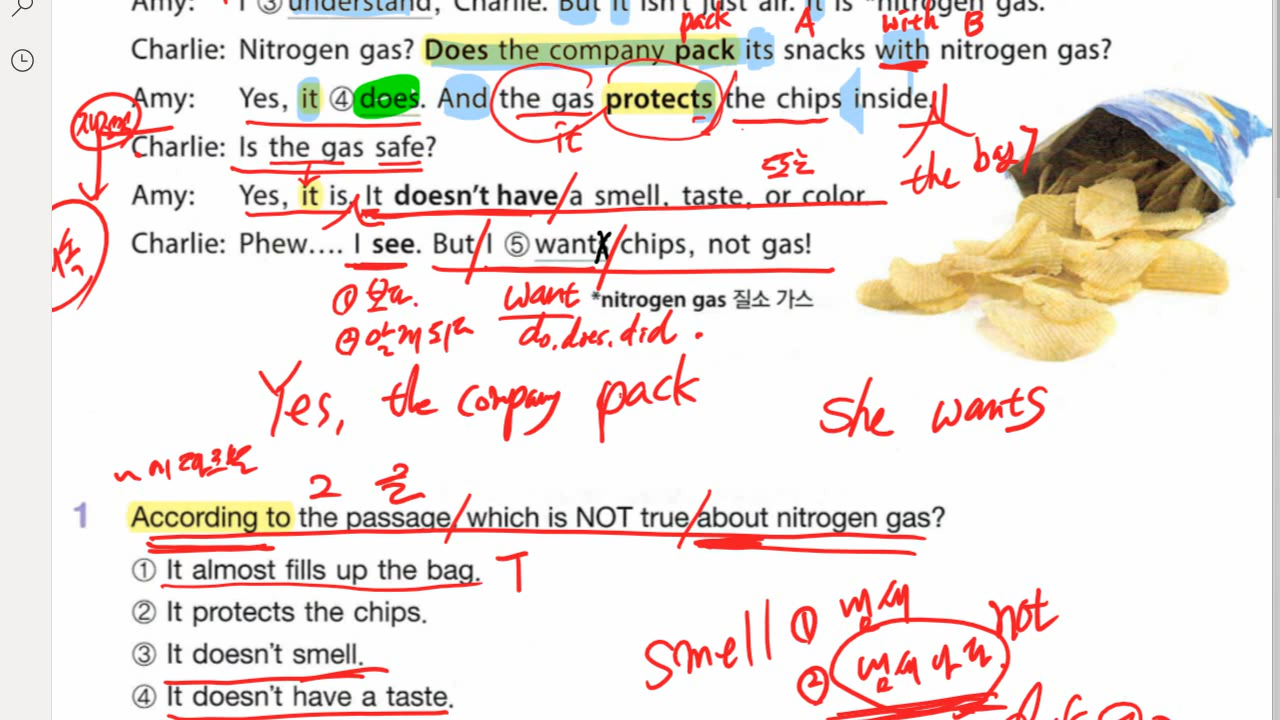 Amy: I ③ understand, Charlie. But it isn't just air. It is *nitrogen gas.
pack A with B
Charlie: Nitrogen gas? Does the company pack its snacks with nitrogen gas?
Amy: Yes, it ④ does. And the gas protects the chips inside.
it
the bag
Charlie: Is the gas safe?
또는
Amy: Yes, it is. It doesn't have a smell, taste, or color.
Charlie: Phew.... I see. But I ⑤ want chips, not gas!
① 보다.
want
*nitrogen gas 질소 가스
② 알게 되다
do, does, did.
Yes, the company pack
She wants
그 글
1 According to the passage, which is NOT true about nitrogen gas?
① It almost fills up the bag. T
② It protects the chips.
smell ① 냄새
not
③ It doesn't smell.
② 냄새 나다.
④ It doesn't have a taste.